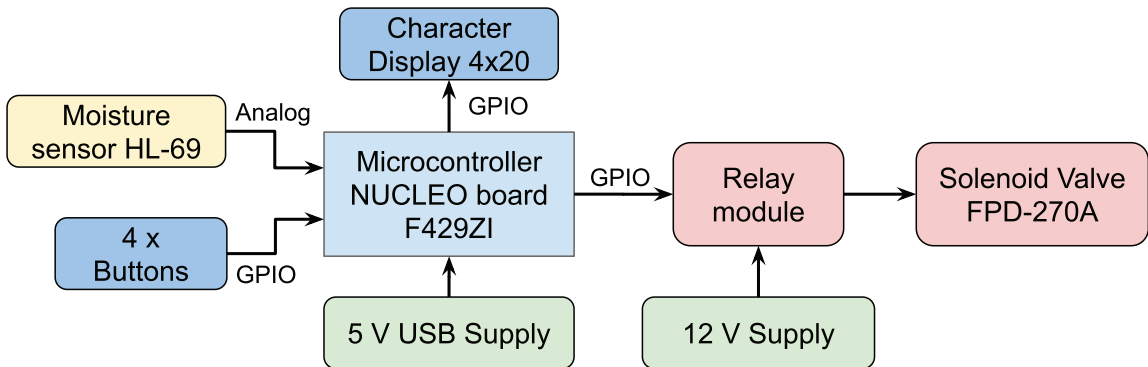 Character
Display 4x20
GPIO
Moisture
sensor HL-69
Analog
Microcontroller
NUCLEO board
F429ZI
GPIO
Relay
module
Solenoid Valve
FPD-270A
4 x
Buttons
GPIO
5 V USB Supply
12 V Supply